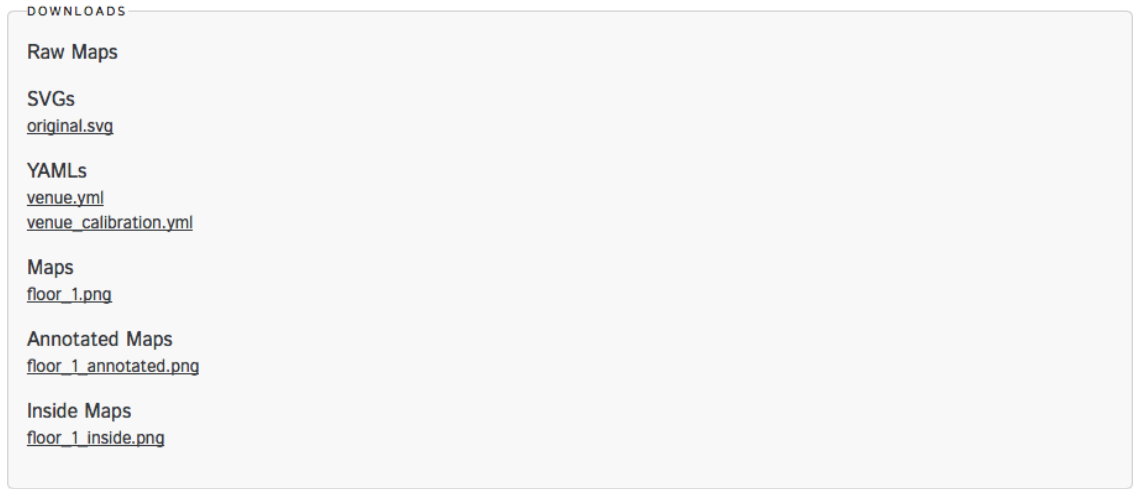 DOWNLOADS
Raw Maps
SVGs
original.svg
YAMLs
venue.yml
venue_calibration.yml
Maps
floor_1.png
Annotated Maps
floor_1_annotated.png
Inside Maps
floor_1_inside.png